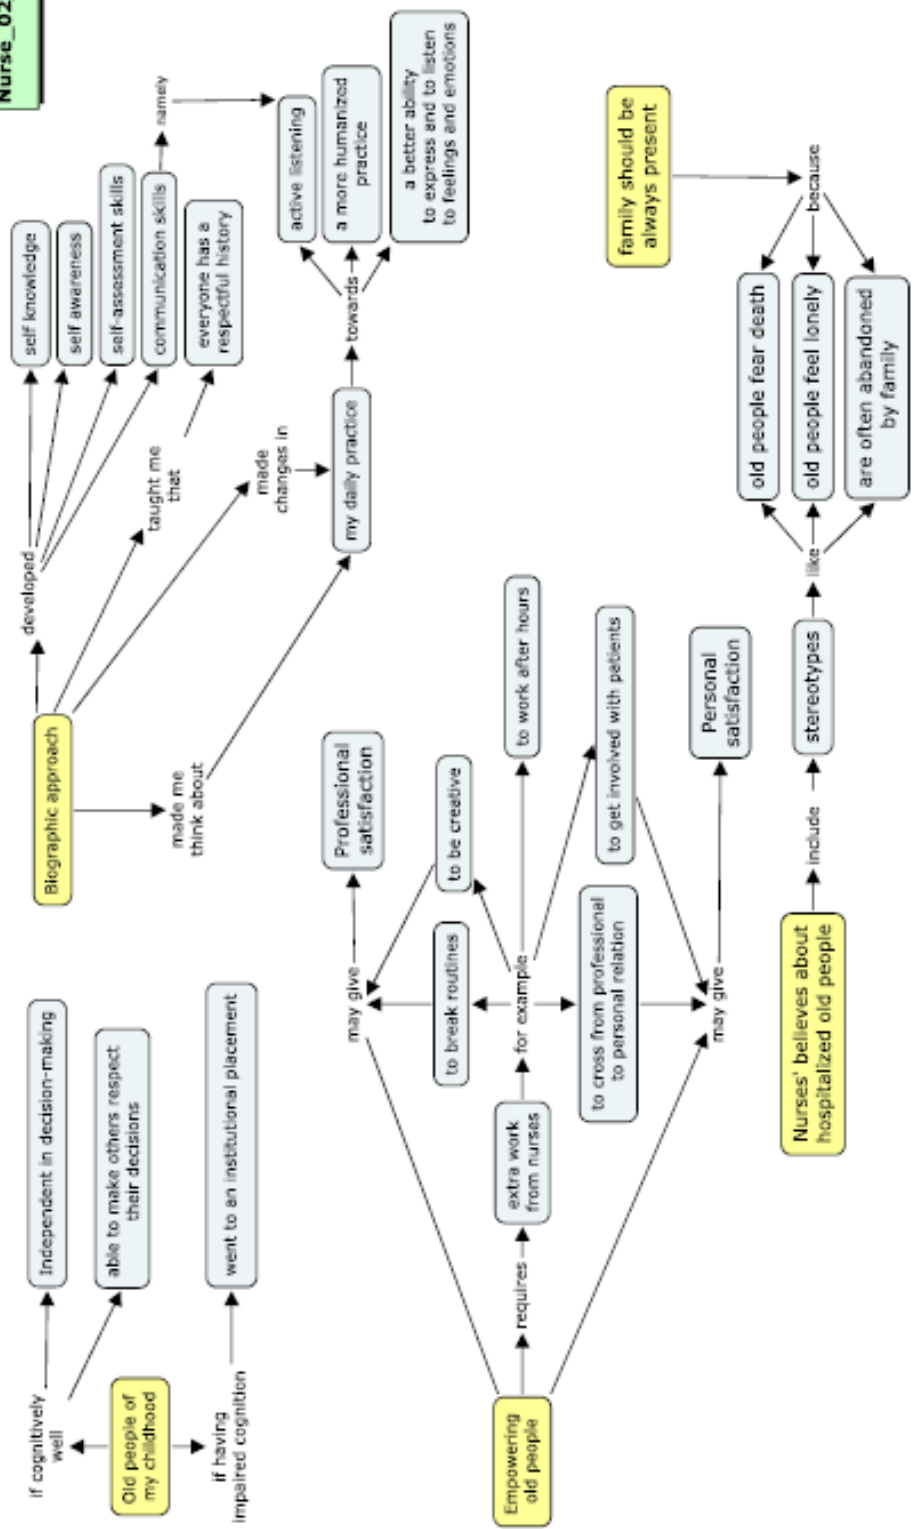 Nurse_02
if cognitively
well
Independent in decision-making
able to make others respect
their decisions
Old people of
my childhood
if having
impaired cognition
went to an institutional placement
Biographic approach
developed
self knowledge
self awareness
self-assessment skills
communication skills
namely
taught me
that
everyone has a
respectful history
made me
think about
made
changes in
my daily practice
towards
active listening
a more humanized
practice
a better ability
to express and to listen
to feelings and emotions
Empowering
old people
requires
extra work
from nurses
for example
to break routines
to be creative
to work after hours
to get involved with patients
to cross from professional
to personal relation
may give
Professional
satisfaction
may give
Personal
satisfaction
Nurses' believes about
hospitalized old people
include
stereotypes
like
old people fear death
old people feel lonely
are often abandoned
by family
because
family should be
always present